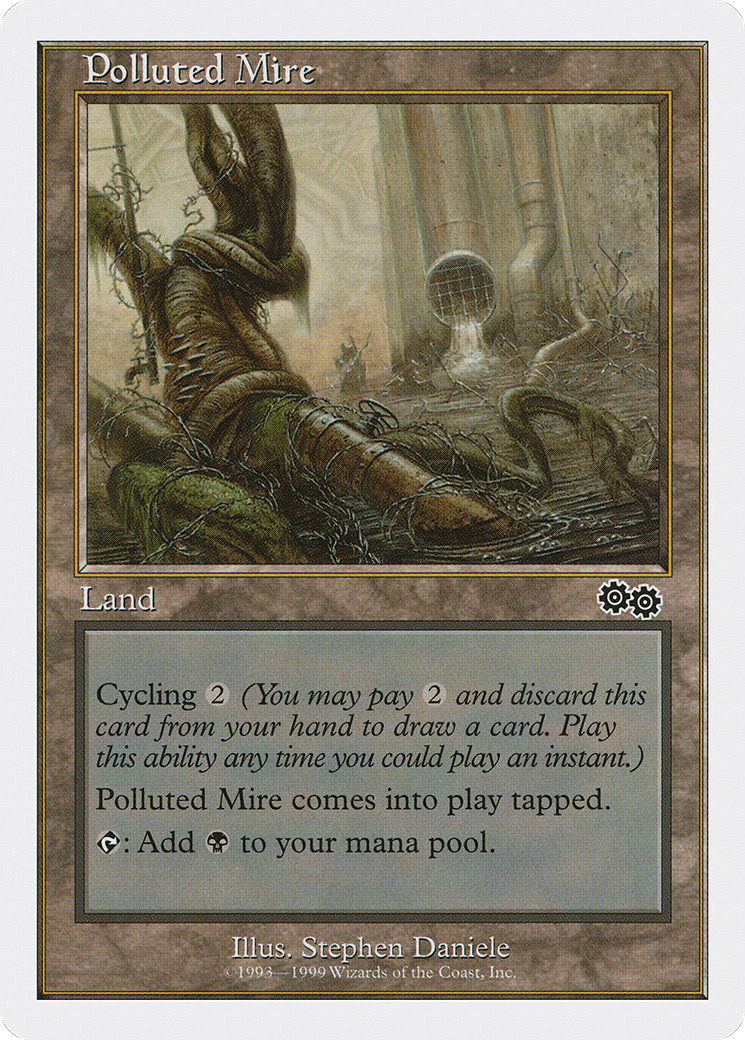 Polluted Mire
Land
Cycling 2 (You may pay 2 and discard this
card from your hand to draw a card. Play
this ability any time you could play an instant.)
Polluted Mire comes into play tapped.
: Add to your mana pool.
Illus. Stephen Daniele
©1993—1999 Wizards of the Coast, Inc.